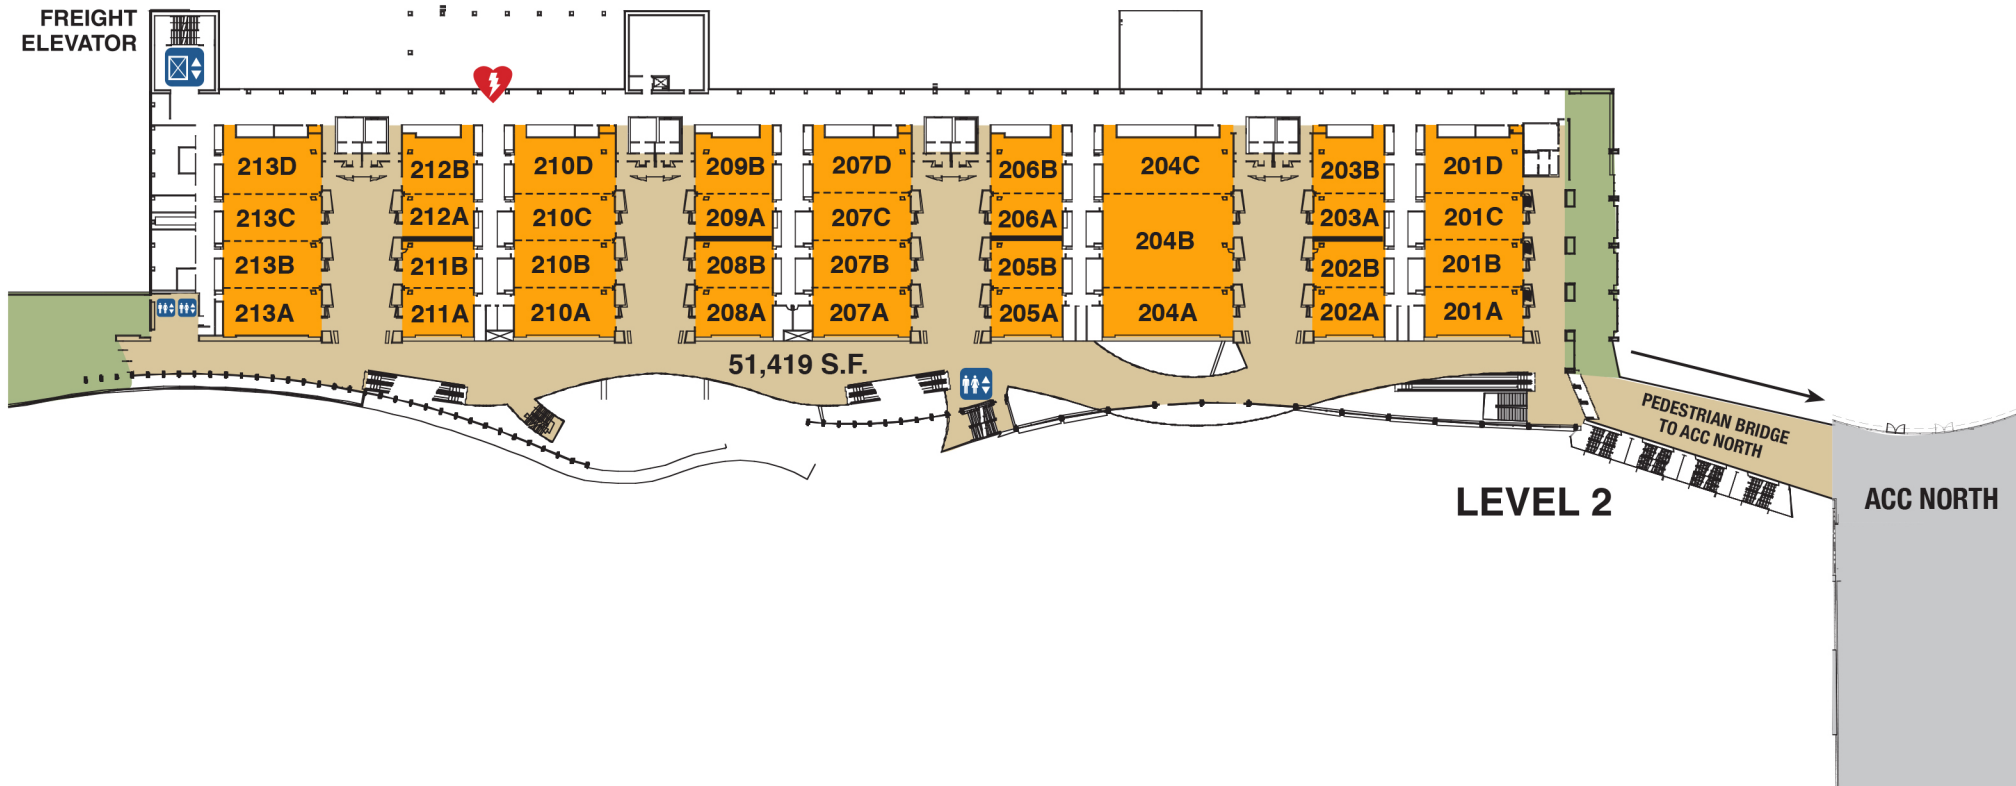 FREIGHT
ELEVATOR
213D
212B
210D
209B
207D
206B
204C
203B
201D
213C
212A
210C
209A
207C
206A
204B
203A
201C
213B
211B
210B
208B
207B
205B
202B
201B
213A
211A
210A
208A
207A
205A
204A
202A
201A
51,419 S.F.
PEDESTRIAN BRIDGE
TO ACC NORTH
LEVEL 2
ACC NORTH